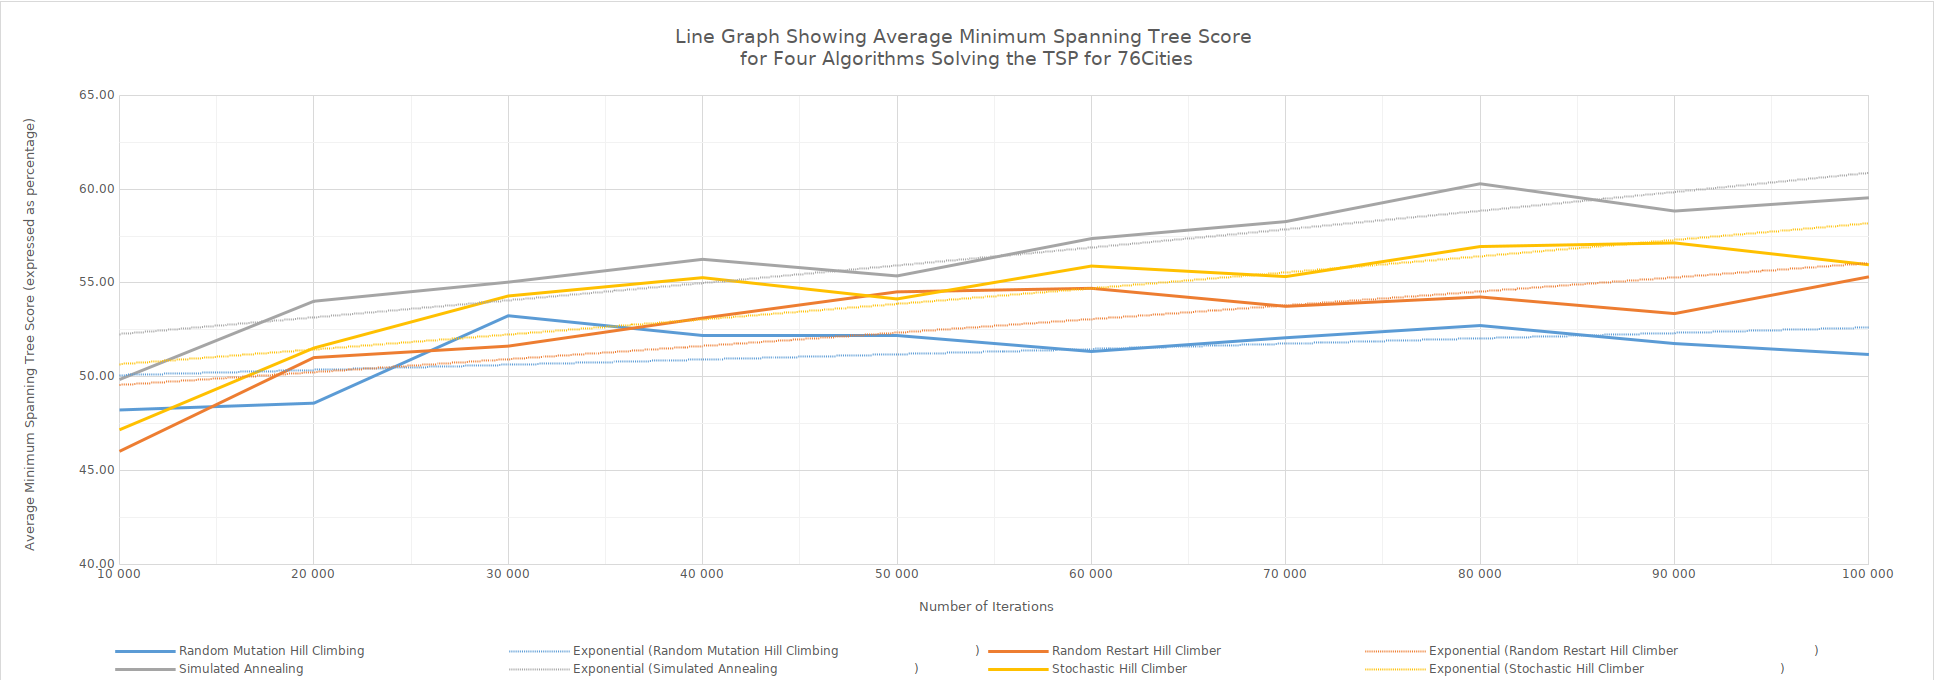 Line Graph Showing Average Minimum Spanning Tree Score
for Four Algorithms Solving the TSP for 76Cities
Average Minimum Spanning Tree Score (expressed as percentage)
65.00
60.00
55.00
50.00
45.00
40.00
10 000 20 000 30 000 40 000 50 000 60 000 70 000 80 000 90 000 100 000
Number of Iterations
Random Mutation Hill Climbing Exponential (Random Mutation Hill Climbing ) Random Restart Hill Climber Exponential (Random Restart Hill Climber )
Simulated Annealing Exponential (Simulated Annealing ) Stochastic Hill Climber Exponential (Stochastic Hill Climber )